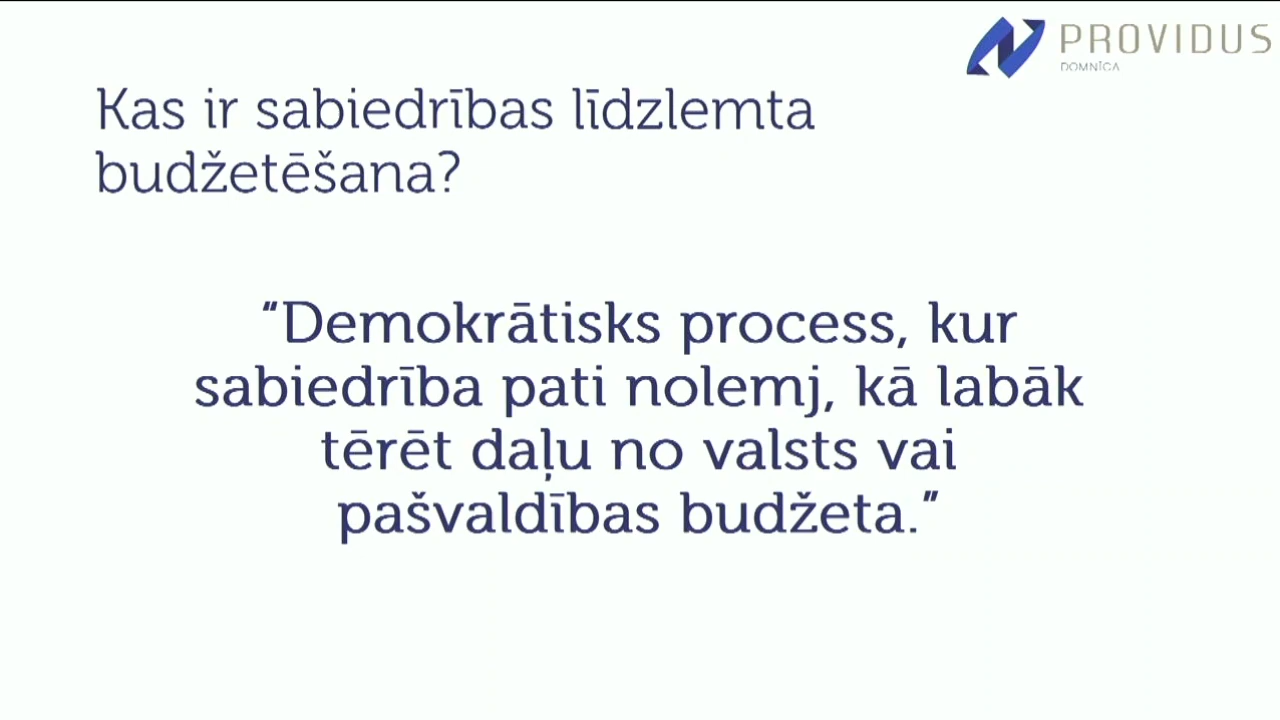 PROVIDUS
DOMNĪCA
Kas ir sabiedrības līdzlemta
budžetēšana?
“Demokrātisks process, kur
sabiedrība pati nolemj, kā labāk
tērēt daļu no valsts vai
pašvaldības budžeta.”